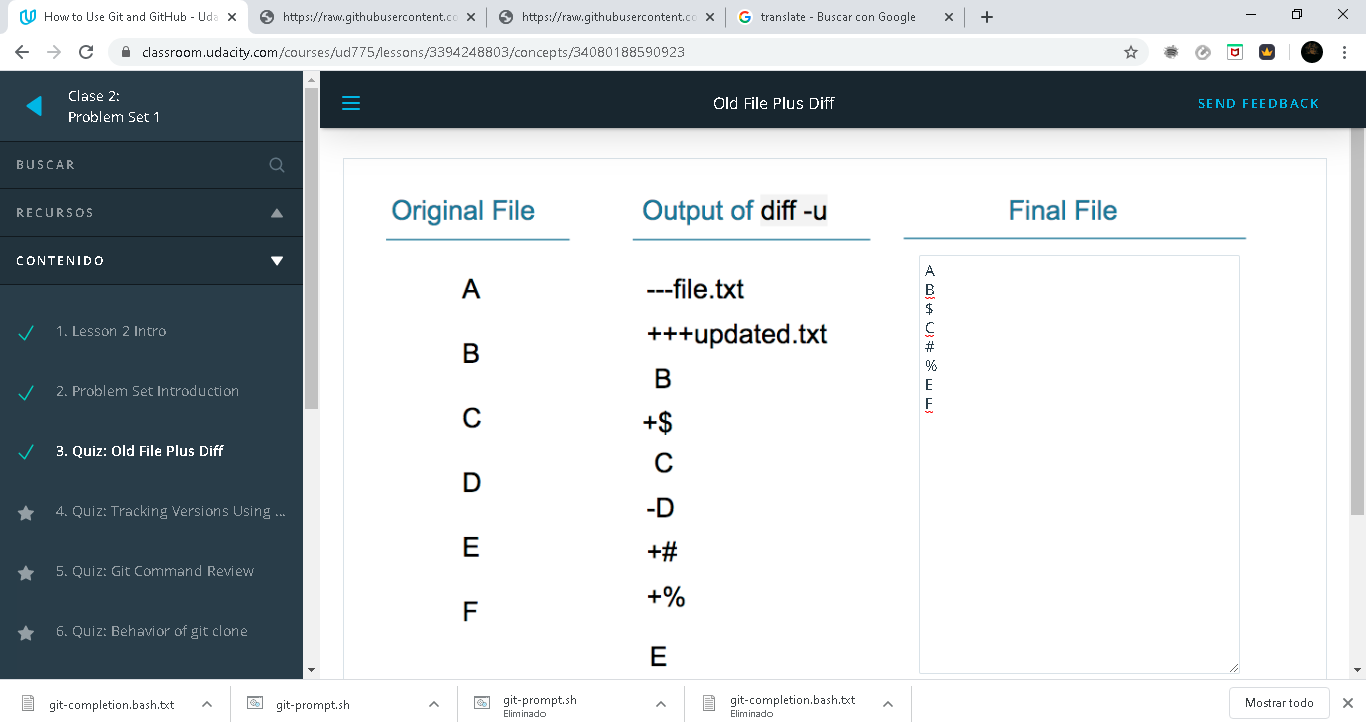 How to Use Git and GitHub - Uda
https://raw.githubusercontent.co
https://raw.githubusercontent.co
translate - Buscar con Google
classroom.udacity.com/courses/ud775/lessons/3394248803/concepts/34080188590923
Clase 2:
Problem Set 1
BUSCAR
RECURSOS
CONTENIDO
1. Lesson 2 Intro
2. Problem Set Introduction
3. Quiz: Old File Plus Diff
4. Quiz: Tracking Versions Using ...
5. Quiz: Git Command Review
6. Quiz: Behavior of git clone
Old File Plus Diff
SEND FEEDBACK
Original File
A
B
C
D
E
F
Output of diff -u
---file.txt
+++updated.txt
B
+$
C
-D
+#
+%
E
Final File
A
B
$
C
#
%
E
F
git-completion.bash.txt
git-prompt.sh
git-prompt.sh
Eliminado
git-completion.bash.txt
Eliminado
Mostrar todo